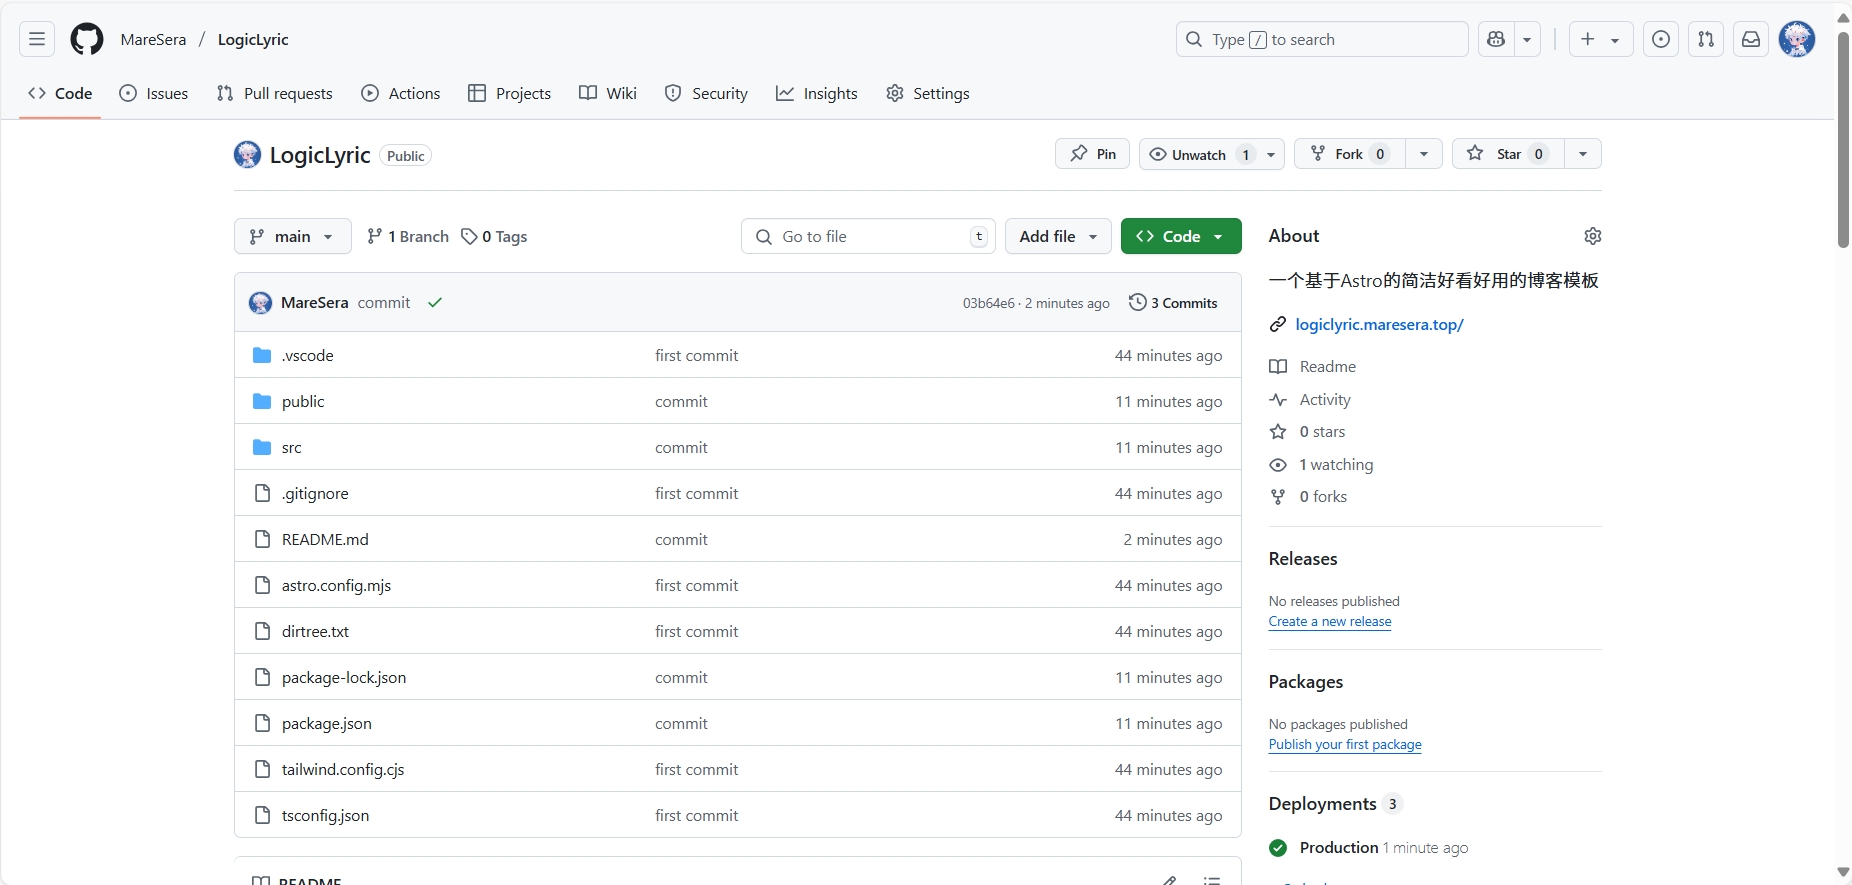 MareSera / LogicLyric
Type / to search
Code Issues Pull requests Actions Projects Wiki Security Insights Settings
LogicLyric Public
Pin Unwatch 1 Fork 0 Star 0
main 1 Branch 0 Tags
Go to file t
Add file
Code
MareSera commit 03b64e6 · 2 minutes ago 3 Commits
.vscode first commit 44 minutes ago
public commit 11 minutes ago
src commit 11 minutes ago
.gitignore first commit 44 minutes ago
README.md commit 2 minutes ago
astro.config.mjs first commit 44 minutes ago
dirtree.txt first commit 44 minutes ago
package-lock.json commit 11 minutes ago
package.json commit 11 minutes ago
tailwind.config.cjs first commit 44 minutes ago
tsconfig.json first commit 44 minutes ago
README
About
一个基于Astro的简洁好看好用的博客模板
logiclyric.maresera.top/
Readme
Activity
0 stars
1 watching
0 forks
Releases
No releases published
Create a new release
Packages
No packages published
Publish your first package
Deployments 3
Production 1 minute ago